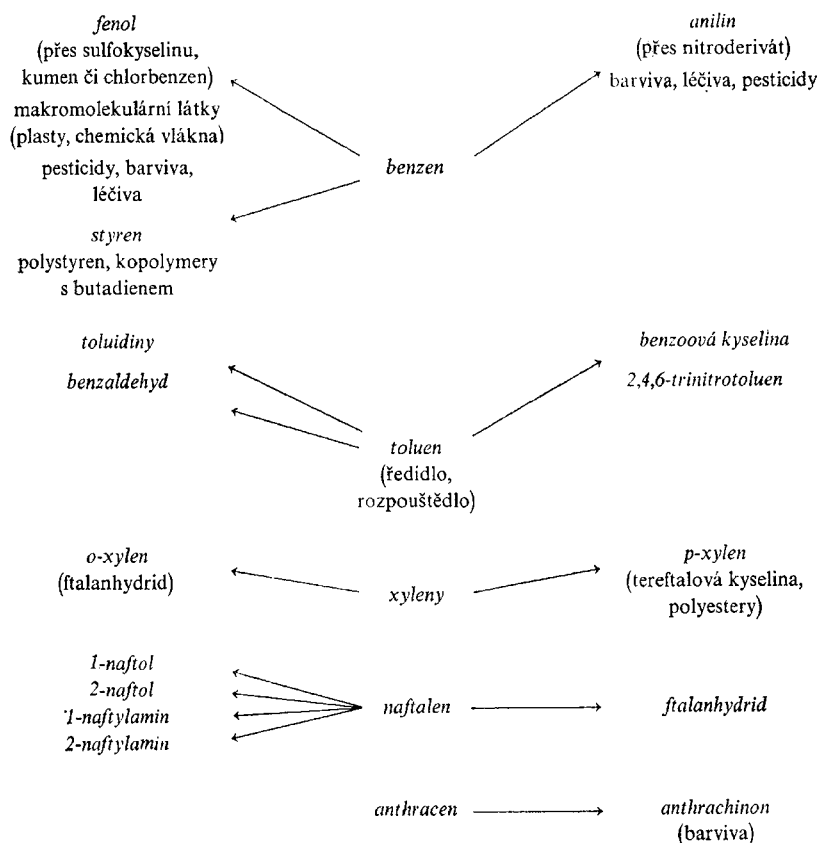 fenol
(přes sulfokyselinu,
kumen či chlorbenzen)
makromolekulární látky
(plasty, chemická vlákna)
pesticidy, barviva,
léčiva
styren
polystyren, kopolymery
s butadienem
benzen
anilin
(přes nitroderivát)
barviva, léčiva, pesticidy
toluidiny
benzaldehyd
toluen
(ředidlo,
rozpouštědlo)
benzoová kyselina
2,4,6-trinitrotoluen
o-xylen
(ftalanhydrid)
xyleny
p-xylen
(tereftalová kyselina,
polyestery)
1-naftol
2-naftol
1-naftylamin
2-naftylamin
naftalen
ftalanhydrid
anthracen
anthrachinon
(barviva)